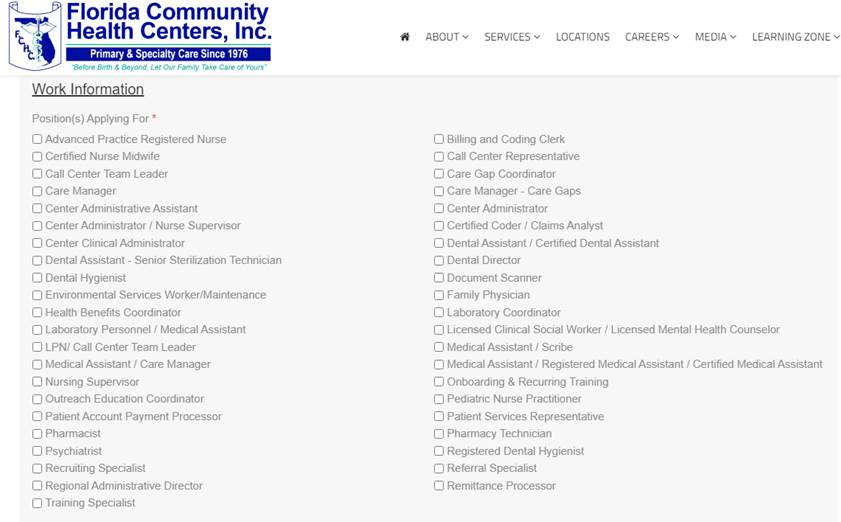 FCHC
Florida Community
Health Centers, Inc.
Primary & Specialty Care Since 1976
"Before Birth & Beyond, Let Our Family Take Care of Yours"
ABOUT SERVICES LOCATIONS CAREERS MEDIA LEARNING ZONE
Work Information
Position(s) Applying For *
Advanced Practice Registered Nurse Billing and Coding Clerk
Certified Nurse Midwife Call Center Representative
Call Center Team Leader Care Gap Coordinator
Care Manager Care Manager - Care Gaps
Center Administrative Assistant Center Administrator
Center Administrator / Nurse Supervisor Certified Coder / Claims Analyst
Center Clinical Administrator Dental Assistant / Certified Dental Assistant
Dental Assistant - Senior Sterilization Technician Dental Director
Dental Hygienist Document Scanner
Environmental Services Worker/Maintenance Family Physician
Health Benefits Coordinator Laboratory Coordinator
Laboratory Personnel / Medical Assistant Licensed Clinical Social Worker / Licensed Mental Health Counselor
LPN/ Call Center Team Leader Medical Assistant / Scribe
Medical Assistant / Care Manager Medical Assistant / Registered Medical Assistant / Certified Medical Assistant
Nursing Supervisor Onboarding & Recurring Training
Outreach Education Coordinator Pediatric Nurse Practitioner
Patient Account Payment Processor Patient Services Representative
Pharmacist Pharmacy Technician
Psychiatrist Registered Dental Hygienist
Recruiting Specialist Referral Specialist
Regional Administrative Director Remittance Processor
Training Specialist